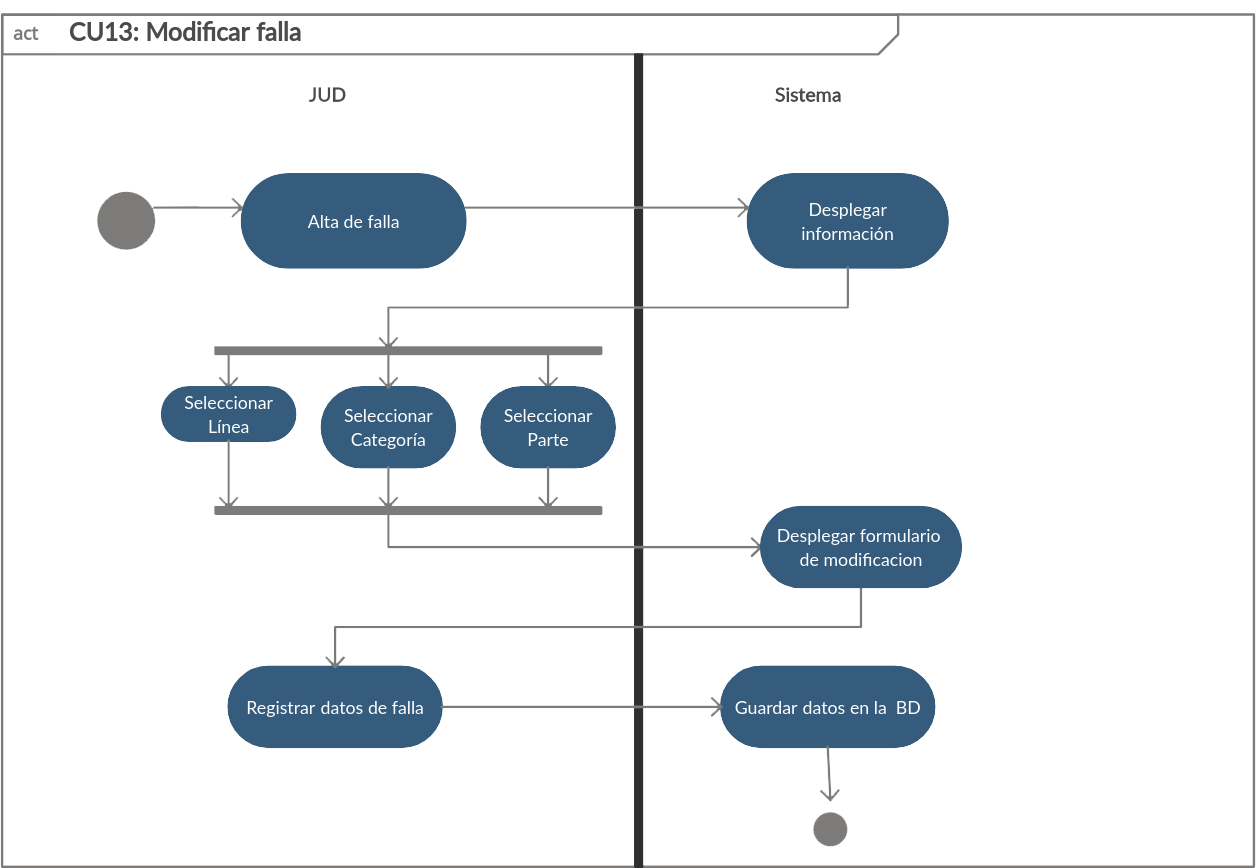 act CU13: Modificar falla
JUD
Sistema
Alta de falla
Desplegar
información
Seleccionar
Línea
Seleccionar
Categoría
Seleccionar
Parte
Desplegar formulario
de modificacion
Registrar datos de falla
Guardar datos en la BD